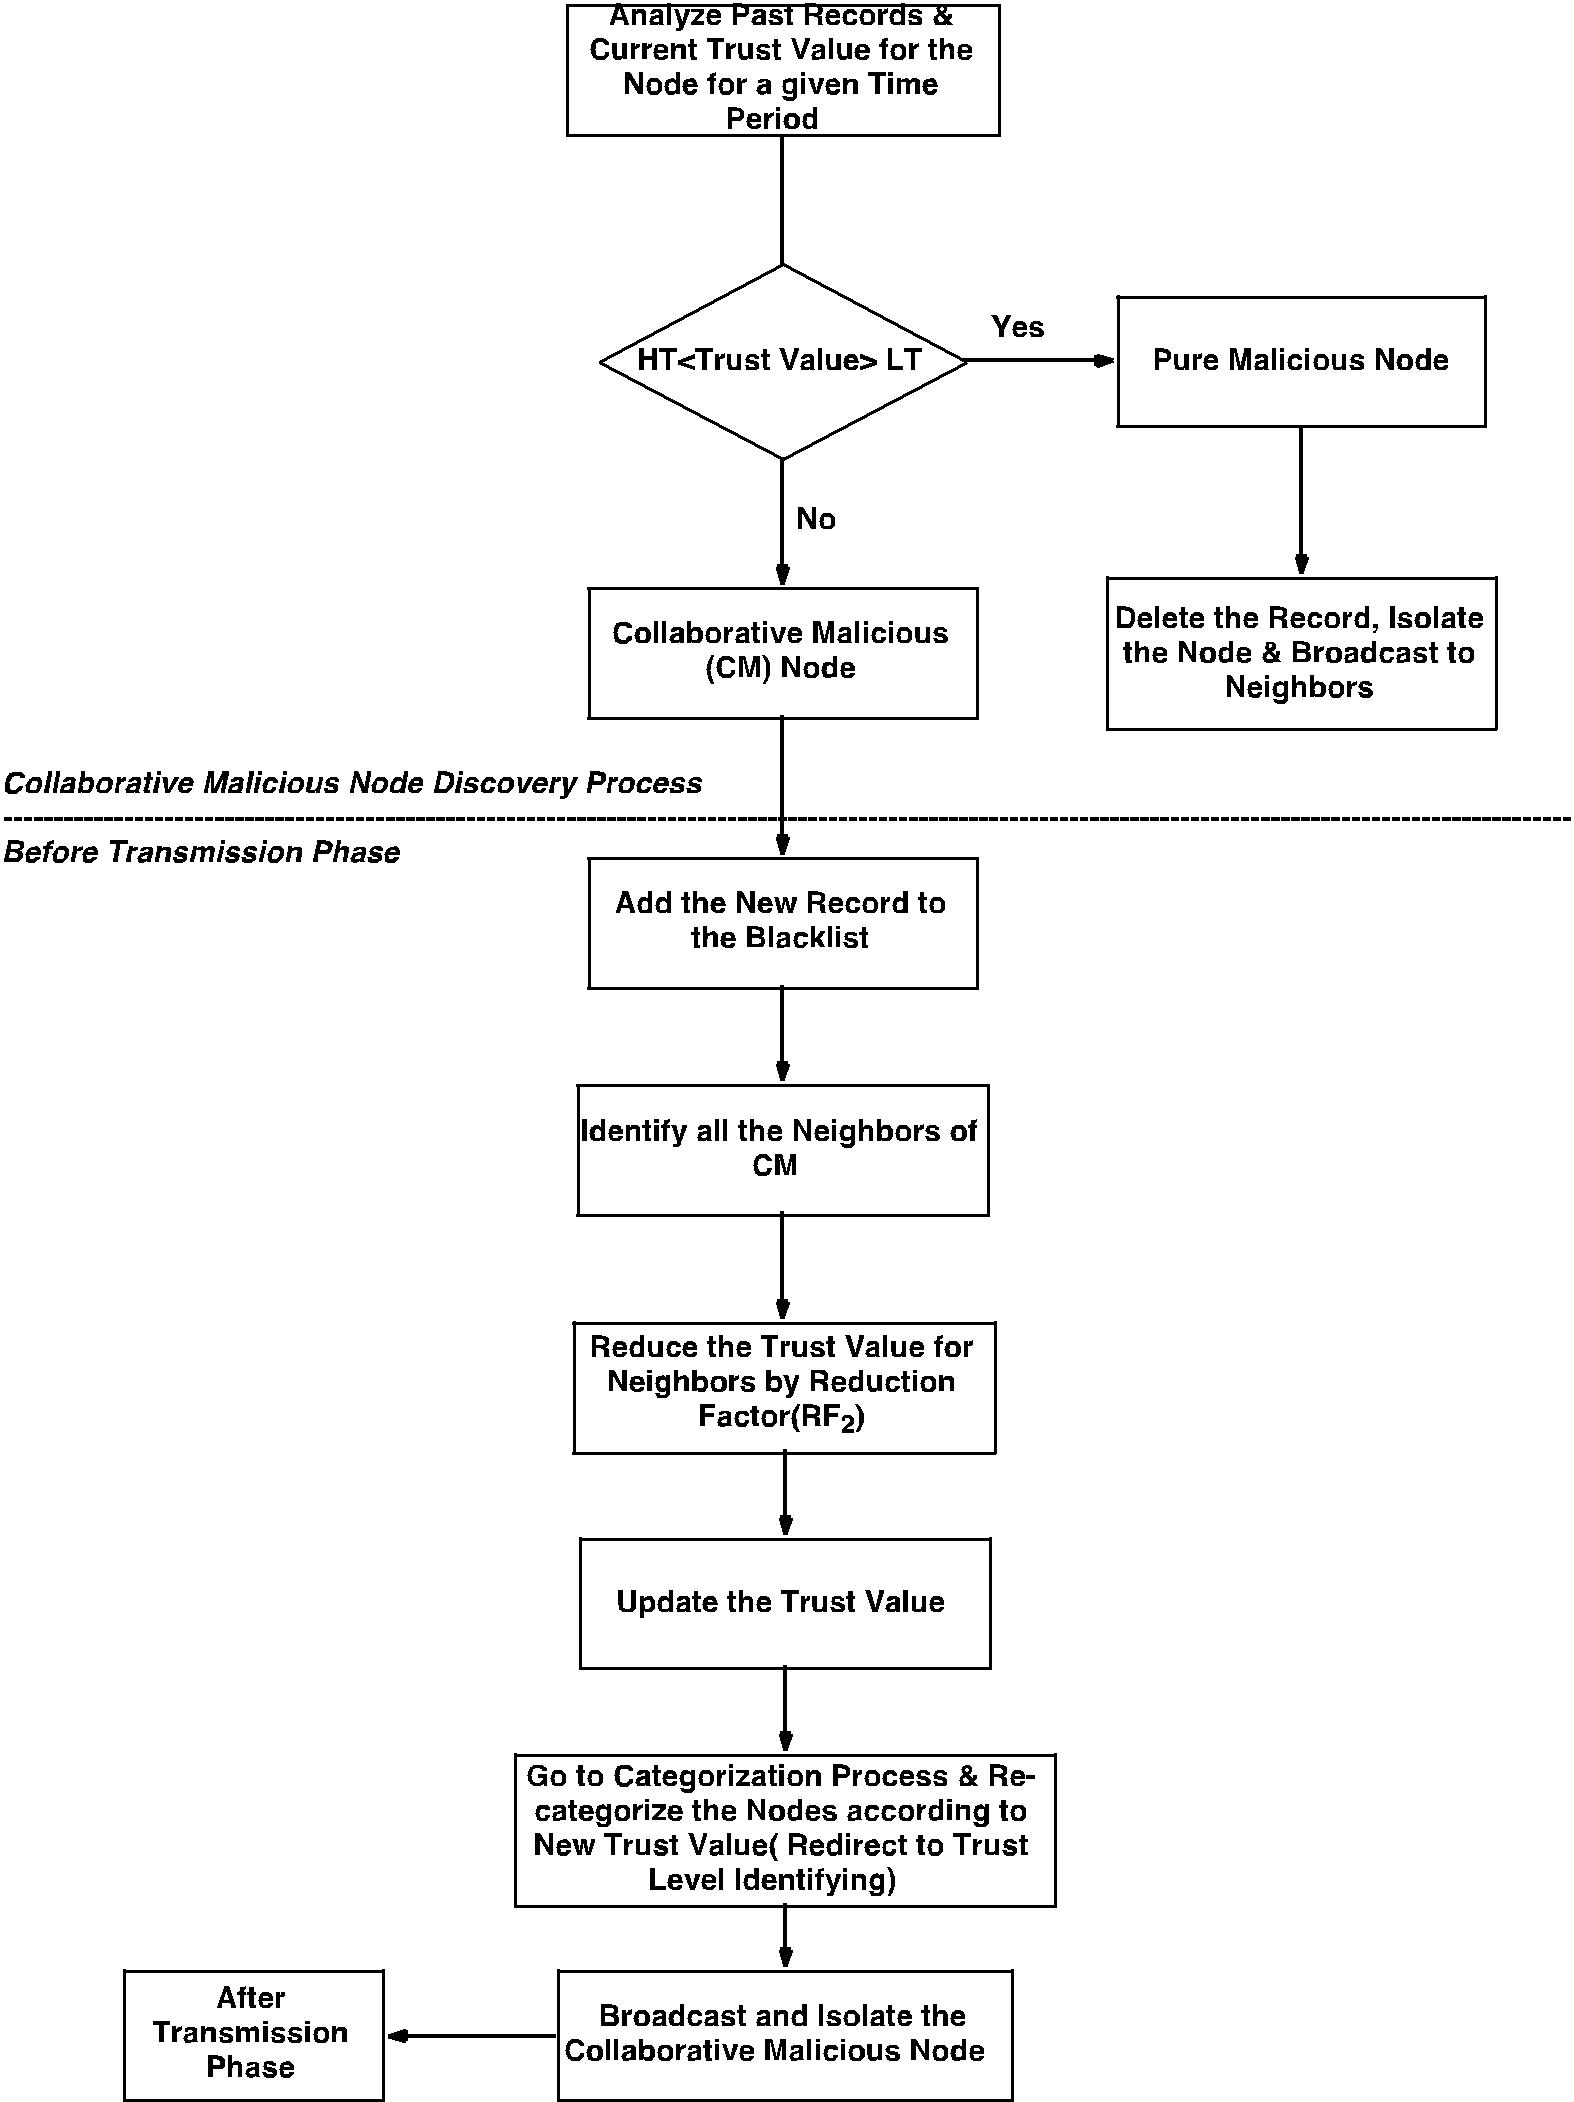 Analyze Past Records &
Current Trust Value for the
Node for a given Time
Period
HT<Trust Value> LT
Yes
Pure Malicious Node
No
Delete the Record, Isolate
the Node & Broadcast to
Neighbors
Collaborative Malicious
(CM) Node
Collaborative Malicious Node Discovery Process
Before Transmission Phase
Add the New Record to
the Blacklist
Identify all the Neighbors of
CM
Reduce the Trust Value for
Neighbors by Reduction
Factor(RF₂)
Update the Trust Value
Go to Categorization Process & Re-
categorize the Nodes according to
New Trust Value( Redirect to Trust
Level Identifying)
Broadcast and Isolate the
Collaborative Malicious Node
After
Transmission
Phase